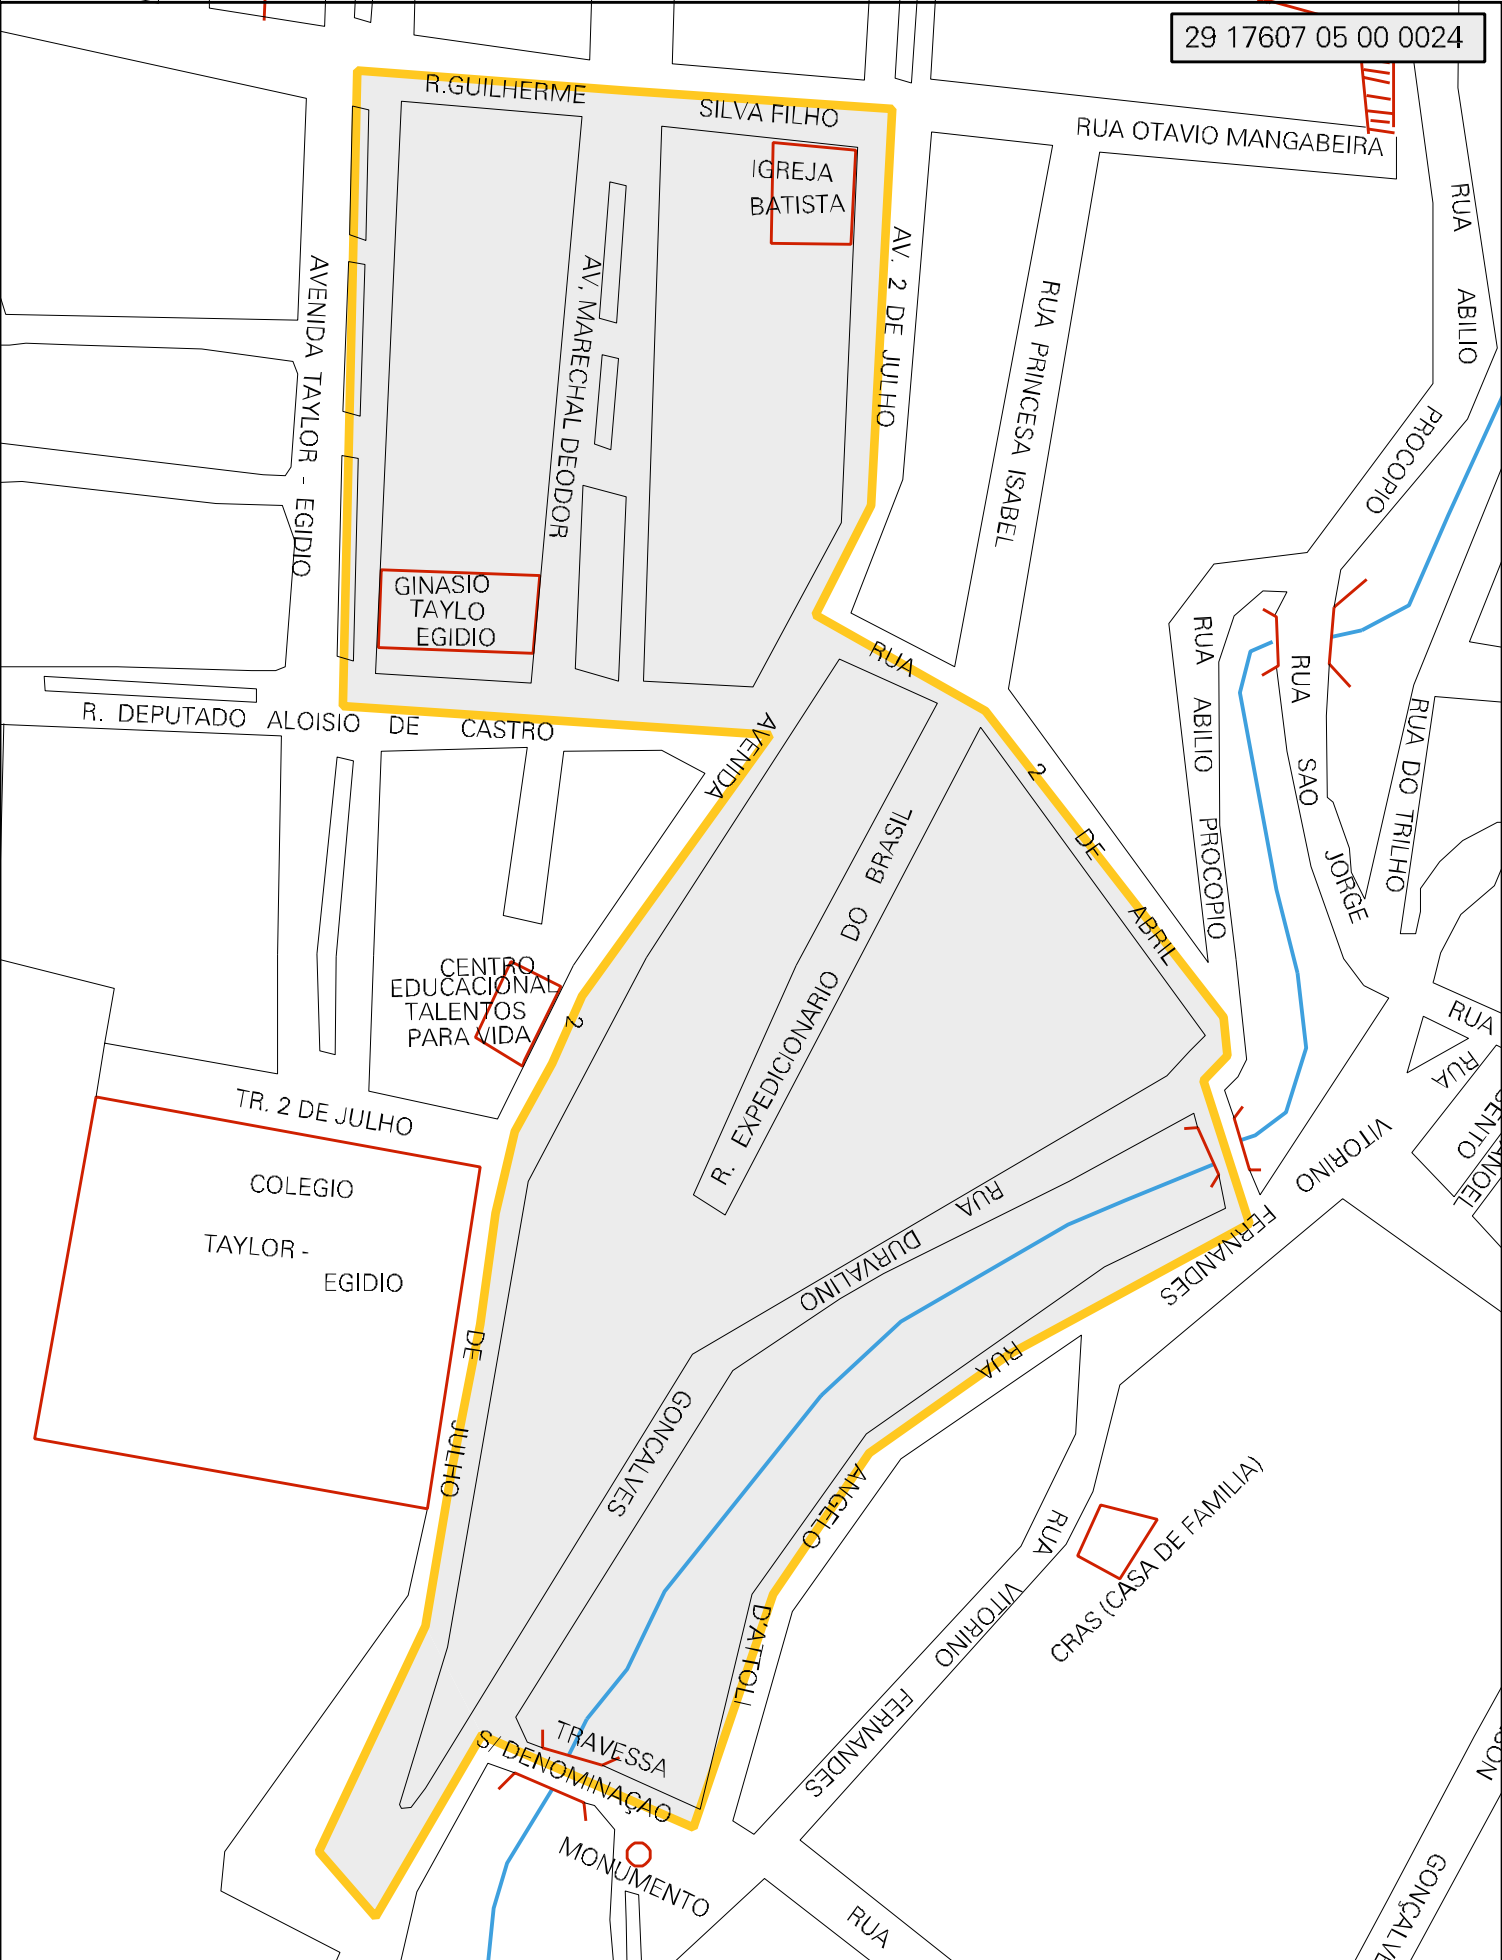 29 17607 05 00 0024
R.GUILHERME
SILVA FILHO
RUA OTAVIO MANGABEIRA
IGREJA
BATISTA
RUA
ABILIO
PROCOPIO
AVENIDA TAYLOR - EGIDIO
AV. MARECHAL DEODOR
AV. 2 DE JULHO
RUA PRINCESA ISABEL
GINASIO
TAYLO
EGIDIO
RUA
2
DE
ABRIL
R. DEPUTADO ALOISIO DE CASTRO
AVENIDA
2
DE
JULHO
RUA ABILIO PROCOPIO
RUA SAO JORGE
RUA DO TRILHO
R. EXPEDICIONARIO DO BRASIL
CENTRO
EDUCACIONAL
TALENTOS
PARA VIDA
RUA
RUA
BENTO
TR. 2 DE JULHO
COLEGIO
TAYLOR -
EGIDIO
RUA
DURVALINO
GONCALVES
VITORINO
FERNANDES
RUA
ANGELO
D'ATTOLI
RUA
VITORINO
FERNANDES
CRAS (CASA DE FAMILIA)
TRAVESSA
S/ DENOMINAÇAO
MONUMENTO
RUA